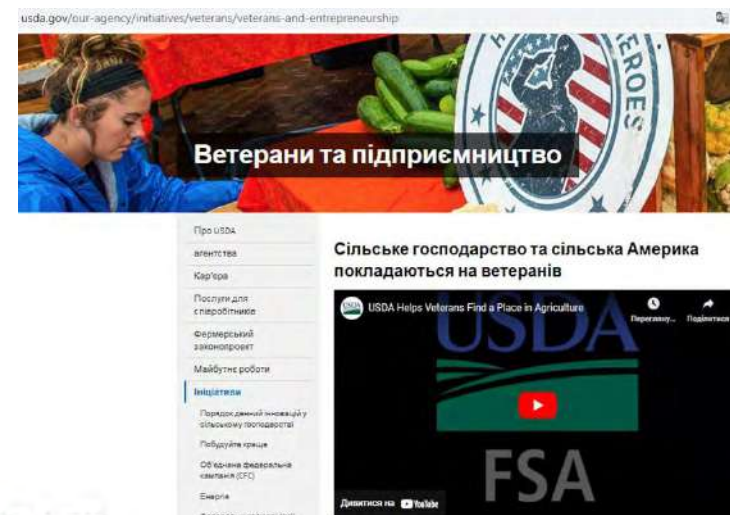 usda.gov/our-agency/initiatives/veterans/veterans-and-entrepreneurship
EROES
Ветерани та підприємництво
Про USDA
агентства
Кар'єра
Послуги для
співробітників
Фермерський
законопроект
Майбутнє роботи
Ініціативи
Порядок денний інновацій у
сільському господарстві
Побудуйте краще
Об'єднана федеральна
кампанія (CFC)
Енергія
Сільське господарство та сільська Америка
покладаються на ветеранів
USDA Helps Veterans Find a Place in Agriculture
Перегляну...
Поділитися
USDA
FSA
Дивитися на YouTube